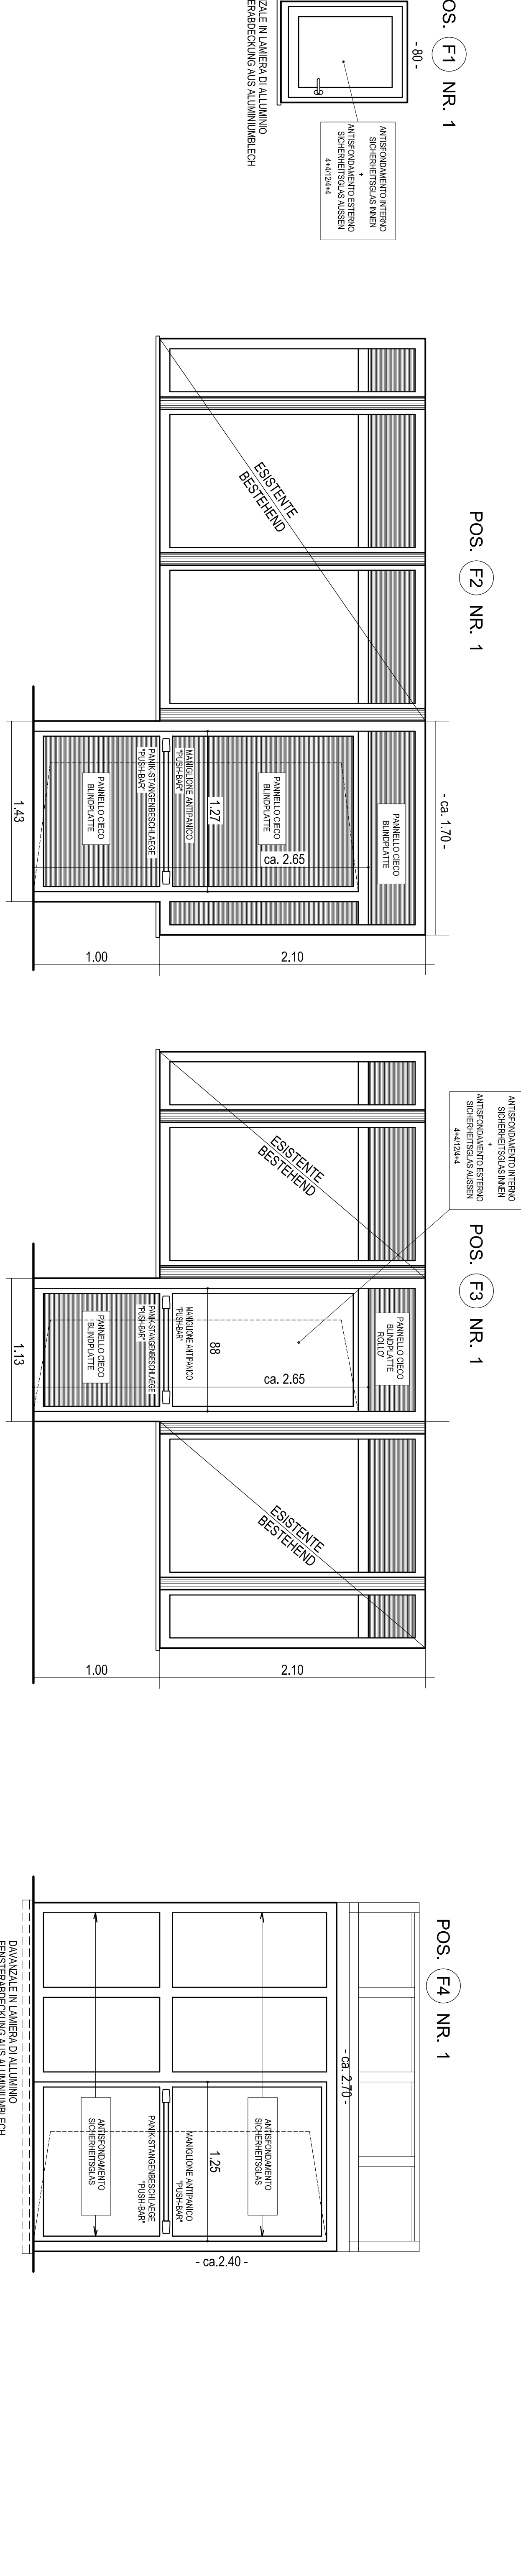 OS. F1 NR. 1
- 80 -
ANTISFONDAMENTO INTERNO
SICHERHEITSGLAS INNEN
+
ANTISFONDAMENTO ESTERNO
SICHERHEITSGLAS AUSSEN
4+4/12/4+4
ZALE IN LAMIERA DI ALLUMINIO
ERABDECKUNG AUS ALUMINIUMBLECH
POS. F2 NR. 1
ESISTENTE
BESTEHEND
- ca. 1.70 -
PANNELLO CIECO
BLINDPLATTE
PANNELLO CIECO
BLINDPLATTE
1.27
ca. 2.65
MANIGLIONE ANTIPANICO
"PUSH-BAR"
PANIK-STANGENBESCHLAEGE
"PUSH-BAR"
PANNELLO CIECO
BLINDPLATTE
1.43
2.10
1.00
ANTISFONDAMENTO INTERNO
SICHERHEITSGLAS INNEN
+
ANTISFONDAMENTO ESTERNO
SICHERHEITSGLAS AUSSEN
4+4/12/4+4
POS. F3 NR. 1
ESISTENTE
BESTEHEND
PANNELLO CIECO
BLINDPLATTE
ROLLO'
88
ca. 2.65
MANIGLIONE ANTIPANICO
"PUSH-BAR"
PANIK-STANGENBESCHLAEGE
"PUSH-BAR"
PANNELLO CIECO
BLINDPLATTE
1.13
ESISTENTE
BESTEHEND
2.10
1.00
POS. F4 NR. 1
- ca. 2.70 -
ANTISFONDAMENTO
SICHERHEITSGLAS
1.25
MANIGLIONE ANTIPANICO
"PUSH-BAR"
PANIK-STANGENBESCHLAEGE
"PUSH-BAR"
ANTISFONDAMENTO
SICHERHEITSGLAS
- ca.2.40 -
DAVANZALE IN LAMIERA DI ALLUMINIO
FENSTERABDECKUNG AUS ALUMINIUMBLECH